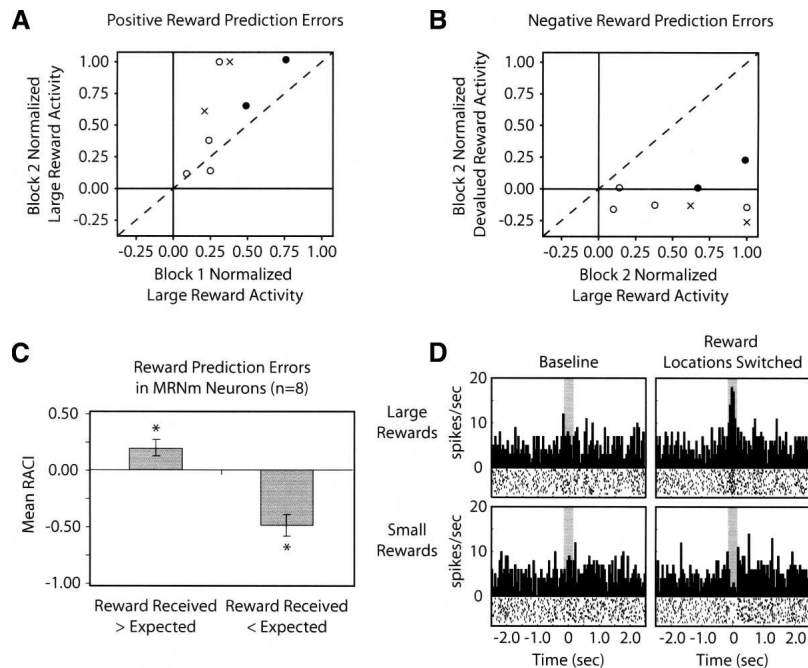 A
Positive Reward Prediction Errors
Block 2 Normalized
Large Reward Activity
1.00
0.75
0.50
0.25
0.00
-0.25
-0.25 0.00 0.25 0.50 0.75 1.00
Block 1 Normalized
Large Reward Activity
B
Negative Reward Prediction Errors
Block 2 Normalized
Devalued Reward Activity
1.00
0.75
0.50
0.25
0.00
-0.25
-0.25 0.00 0.25 0.50 0.75 1.00
Block 2 Normalized
Large Reward Activity
C
Reward Prediction Errors
in MRNm Neurons (n=8)
Mean RACI
0.50
0.00
-0.50
-1.00
*
*
Reward Received
> Expected
Reward Received
< Expected
D
Baseline
Reward
Locations Switched
Large
Rewards
spikes/sec
20
10
0
Small
Rewards
spikes/sec
20
10
0
-2.0 -1.0 0 1.0 2.0
Time (sec)
-2.0 -1.0 0 1.0 2.0
Time (sec)